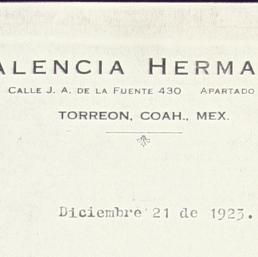 ALENCIA HERMA
CALLE J. A. DE LA FUENTE 430 APARTADO
TORREON, COAH., MEX.
Diciembre 21 de 1923.